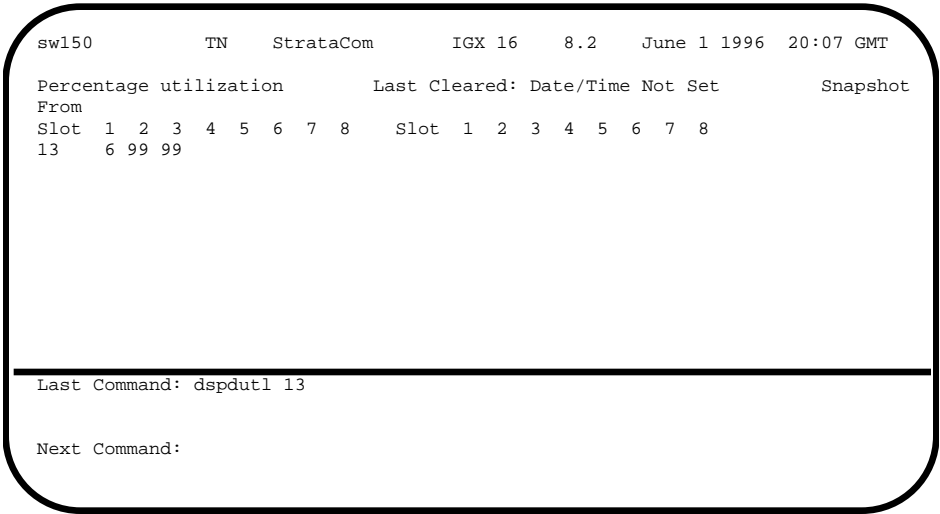 sw150 TN StrataCom IGX 16 8.2 June 1 1996 20:07 GMT
Percentage utilization Last Cleared: Date/Time Not Set Snapshot
From
Slot 1 2 3 4 5 6 7 8 Slot 1 2 3 4 5 6 7 8
13 6 99 99
Last Command: dspdutl 13
Next Command: